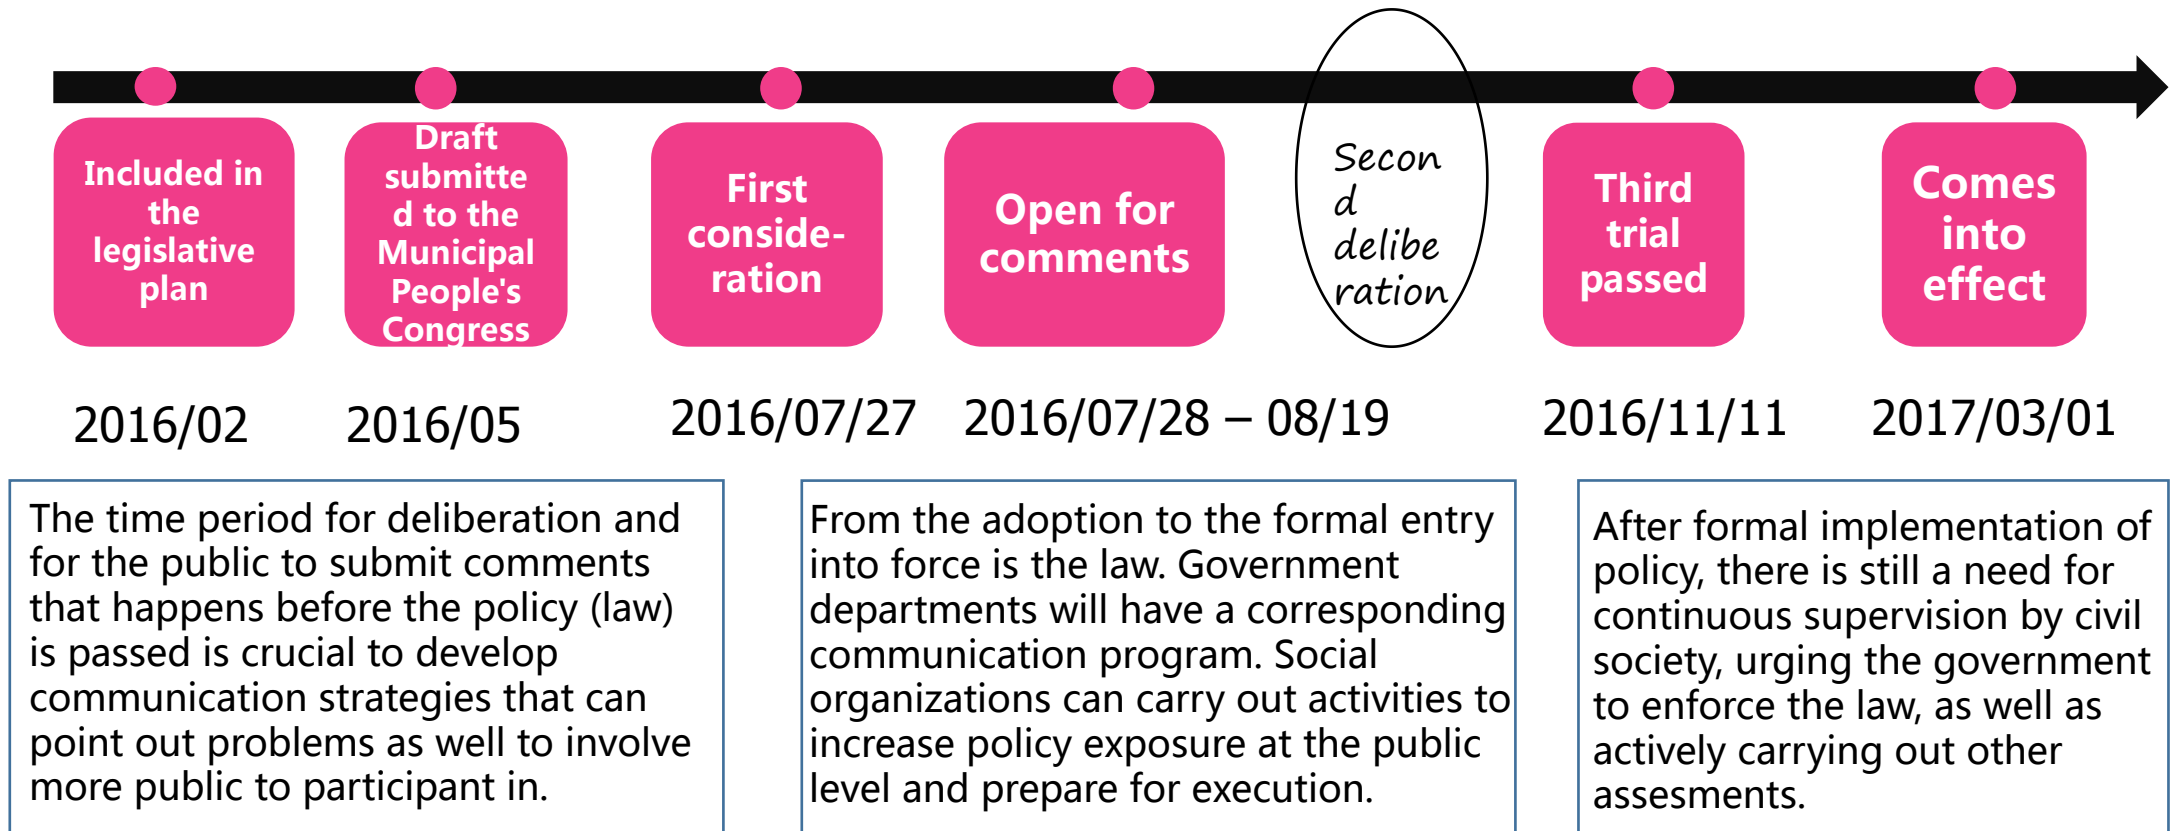 Included in
the
legislative
plan
Draft
submitte
d to the
Municipal
People's
Congress
First
conside-
ration
Open for
comments
Secon
d
delibe
ration
Third
trial
passed
Comes
into
effect
2016/02
2016/05
2016/07/27
2016/07/28 – 08/19
2016/11/11
2017/03/01
The time period for deliberation and
for the public to submit comments
that happens before the policy (law)
is passed is crucial to develop
communication strategies that can
point out problems as well to involve
more public to participant in.
From the adoption to the formal entry
into force is the law. Government
departments will have a corresponding
communication program. Social
organizations can carry out activities to
increase policy exposure at the public
level and prepare for execution.
After formal implementation of
policy, there is still a need for
continuous supervision by civil
society, urging the government
to enforce the law, as well as
actively carrying out other
assesments.